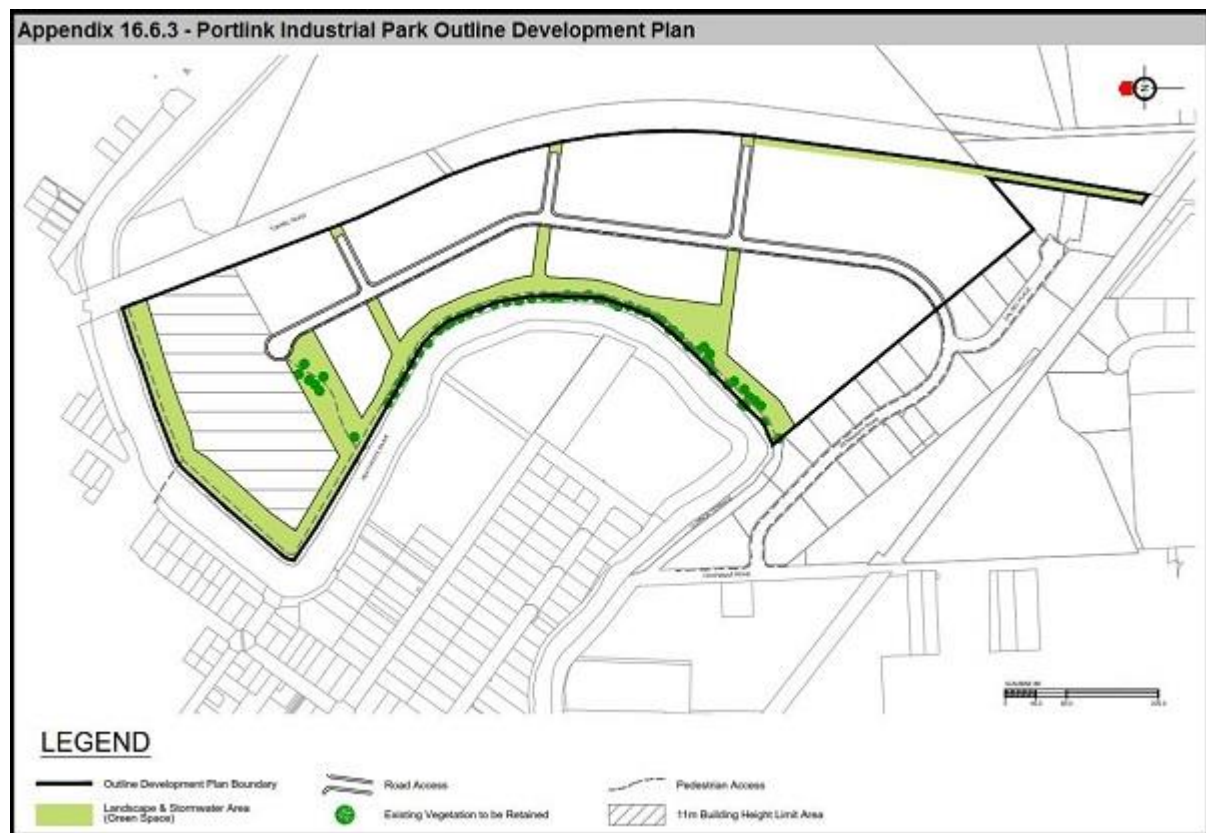 Appendix 16.6.3 - Portlink Industrial Park Outline Development Plan
N
LEGEND
Outline Development Plan Boundary
Road Access
Pedestrian Access
Landscape & Stormwater Area
(Green Space)
Existing Vegetation to be Retained
11m Building Height Limit Area